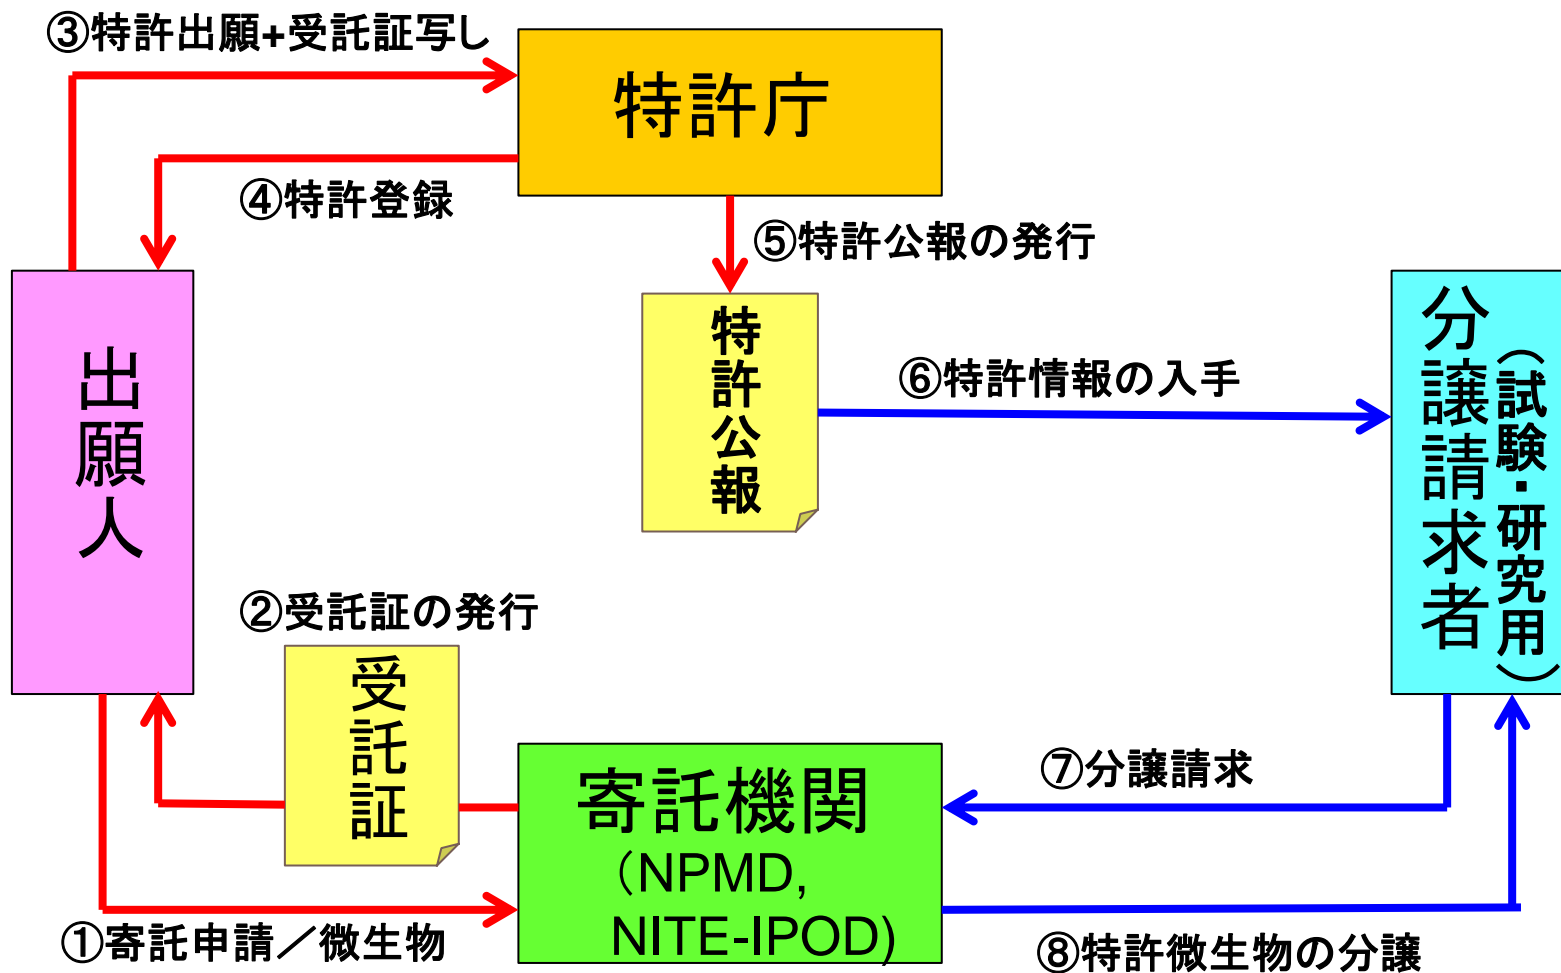 ③特許出願+受託証写し
特許庁
④特許登録
⑤特許公報の発行
特許公報
⑥特許情報の入手
出願人
分譲請求者
（試験・研究用）
②受託証の発行
受託証
寄託機関
（NPMD,
NITE-IPOD)
⑦分譲請求
①寄託申請／微生物
⑧特許微生物の分譲